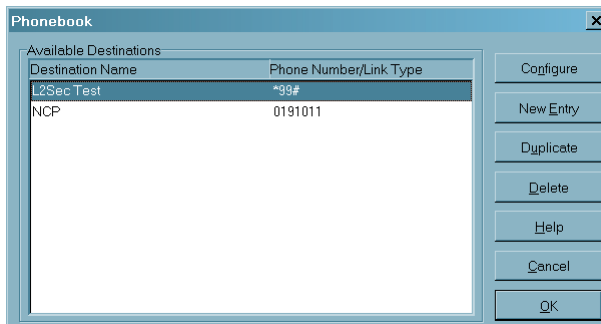 Phonebook
Available Destinations
Destination Name Phone Number/Link Type
L2Sec Test *99#
NCP 0191011
Configure
New Entry
Duplicate
Delete
Help
Cancel
OK